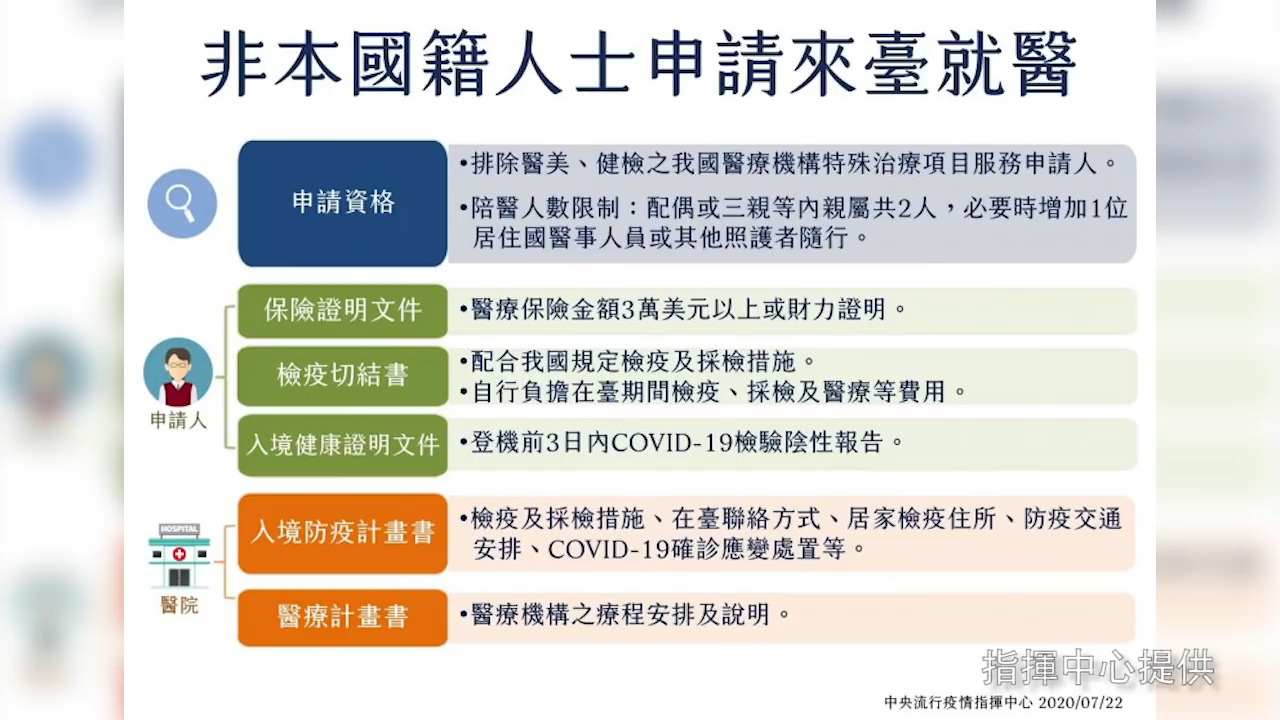 非本國籍人士申請來臺就醫
申請資格
•排除醫美、健檢之我國醫療機構特殊治療項目服務申請人。
•陪醫人數限制：配偶或三親等內親屬共2人，必要時增加1位
居住國醫事人員或其他照護者隨行。
申請人
保險證明文件
•醫療保險金額3萬美元以上或財力證明。
檢疫切結書
•配合我國規定檢疫及採檢措施。
•自行負擔在臺期間檢疫、採檢及醫療等費用。
入境健康證明文件
•登機前3日內COVID-19檢驗陰性報告。
HOSPITAL
醫院
入境防疫計畫書
•檢疫及採檢措施、在臺聯絡方式、居家檢疫住所、防疫交通
安排、COVID-19確診應變處置等。
醫療計畫書
•醫療機構之療程安排及說明。
指揮中心提供
中央流行疫情指揮中心 2020/07/22